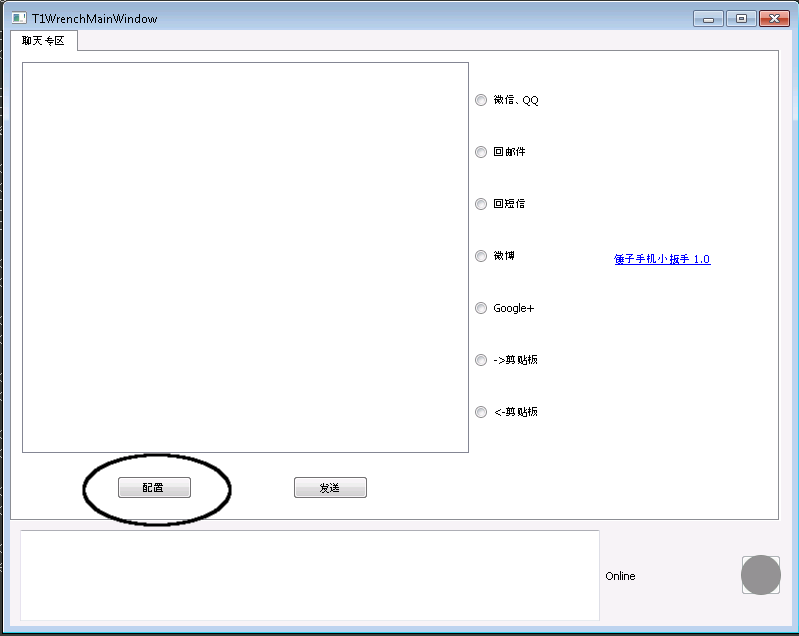 T1WrenchMainWindow
聊天专区
微信、QQ
回邮件
回短信
微博
锤子手机小扳手 1.0
Google+
->剪贴板
<-剪贴板
配置
发送
Online